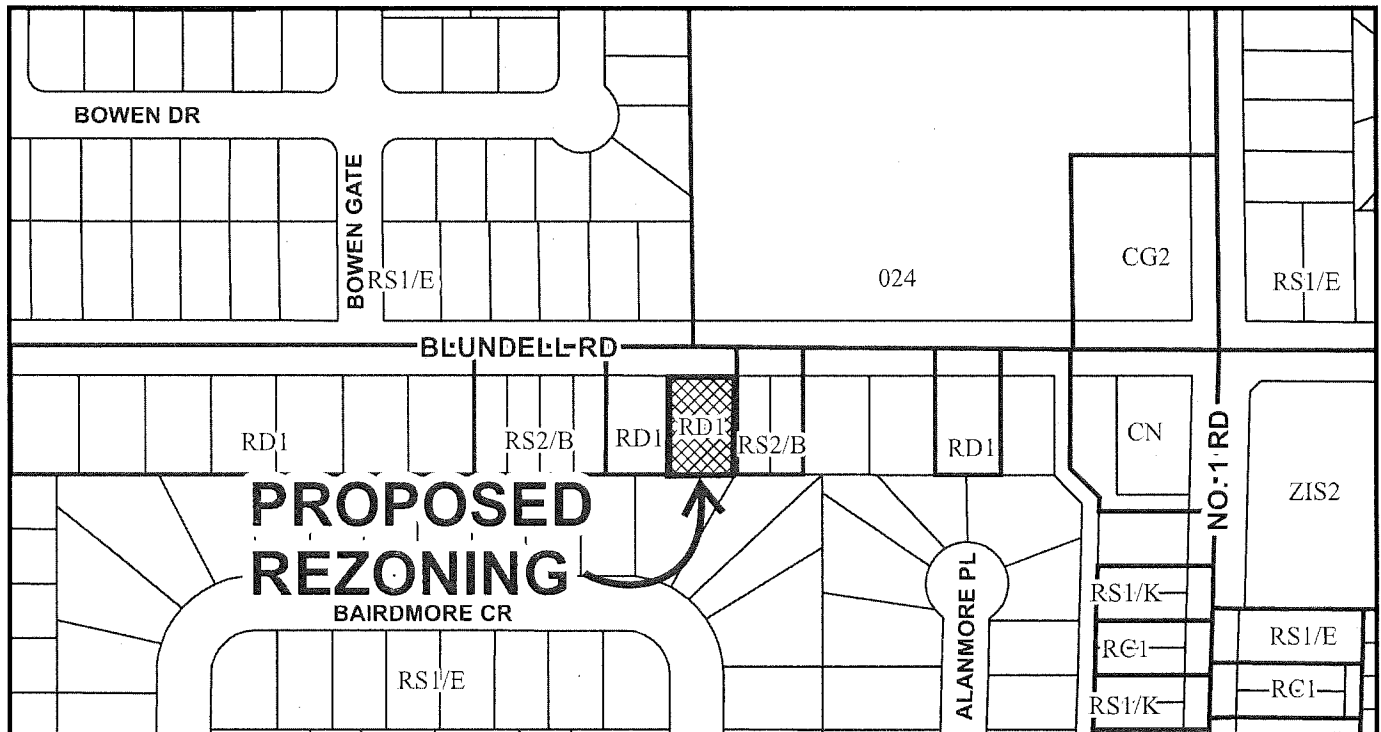 BOWEN DR
BOWEN GATE
RS1/E
024
CG2
RS1/E
BLUNDELL RD
RD1
RS2/B
RD1
RD1
RS2/B
RD1
CN
NO. 1 RD
ZIS2
PROPOSED
REZONING
BAIRDMORE CR
ALANMORE PL
RS1/K
RS1/E
RC1
RS1/E
RC1
RS1/K